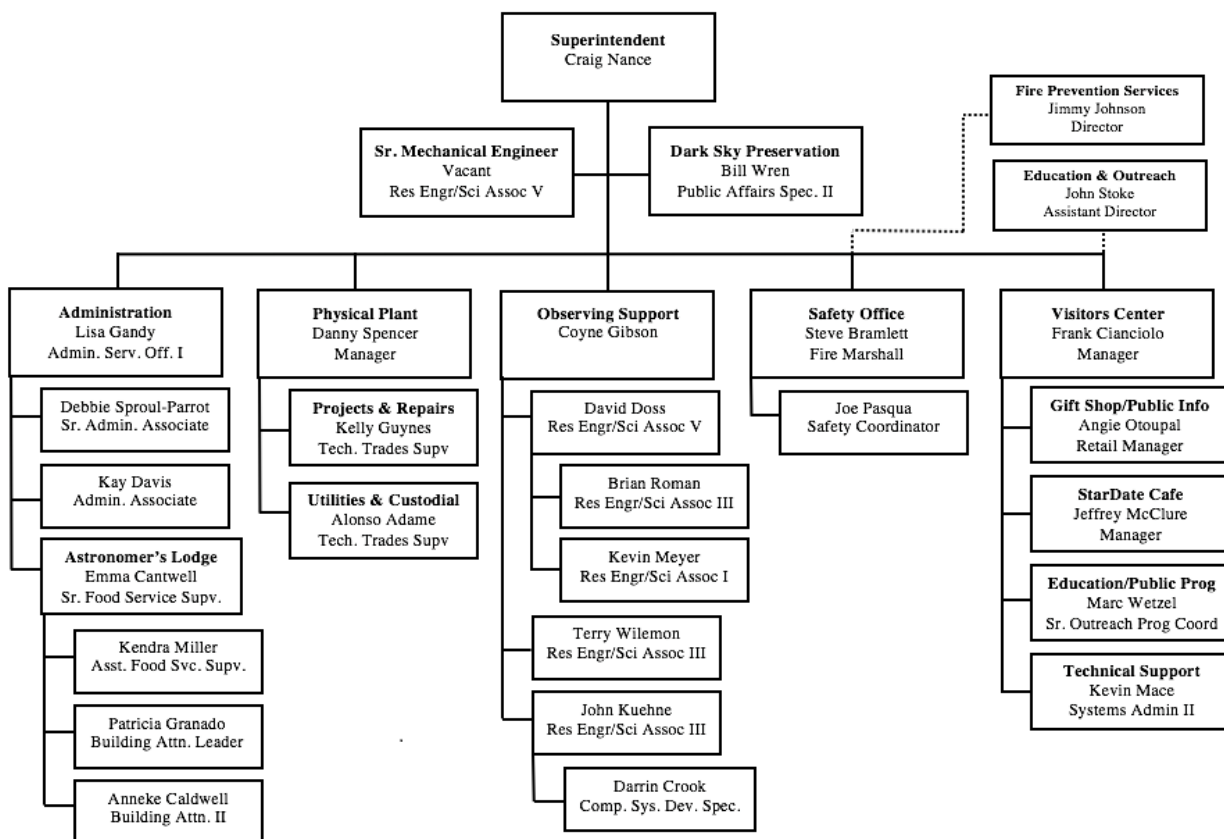 Superintendent
Craig Nance
Fire Prevention Services
Jimmy Johnson
Director
Sr. Mechanical Engineer
Vacant
Res Engr/Sci Assoc V
Dark Sky Preservation
Bill Wren
Public Affairs Spec. II
Education & Outreach
John Stoke
Assistant Director
Administration
Lisa Gandy
Admin. Serv. Off. I
Debbie Sproul-Parrot
Sr. Admin. Associate
Kay Davis
Admin. Associate
Astronomer's Lodge
Emma Cantwell
Sr. Food Service Supv.
Kendra Miller
Asst. Food Svc. Supv.
Patricia Granado
Building Attn. Leader
Anneke Caldwell
Building Attn. II
Physical Plant
Danny Spencer
Manager
Projects & Repairs
Kelly Guynes
Tech. Trades Supv
Utilities & Custodial
Alonso Adame
Tech. Trades Supv
Observing Support
Coyne Gibson
David Doss
Res Engr/Sci Assoc V
Brian Roman
Res Engr/Sci Assoc III
Kevin Meyer
Res Engr/Sci Assoc I
Terry Wilemon
Res Engr/Sci Assoc III
John Kuehne
Res Engr/Sci Assoc III
Darrin Crook
Comp. Sys. Dev. Spec.
Safety Office
Steve Bramlett
Fire Marshall
Joe Pasqua
Safety Coordinator
Visitors Center
Frank Cianciolo
Manager
Gift Shop/Public Info
Angie Otoupal
Retail Manager
StarDate Cafe
Jeffrey McClure
Manager
Education/Public Prog
Marc Wetzel
Sr. Outreach Prog Coord
Technical Support
Kevin Mace
Systems Admin II